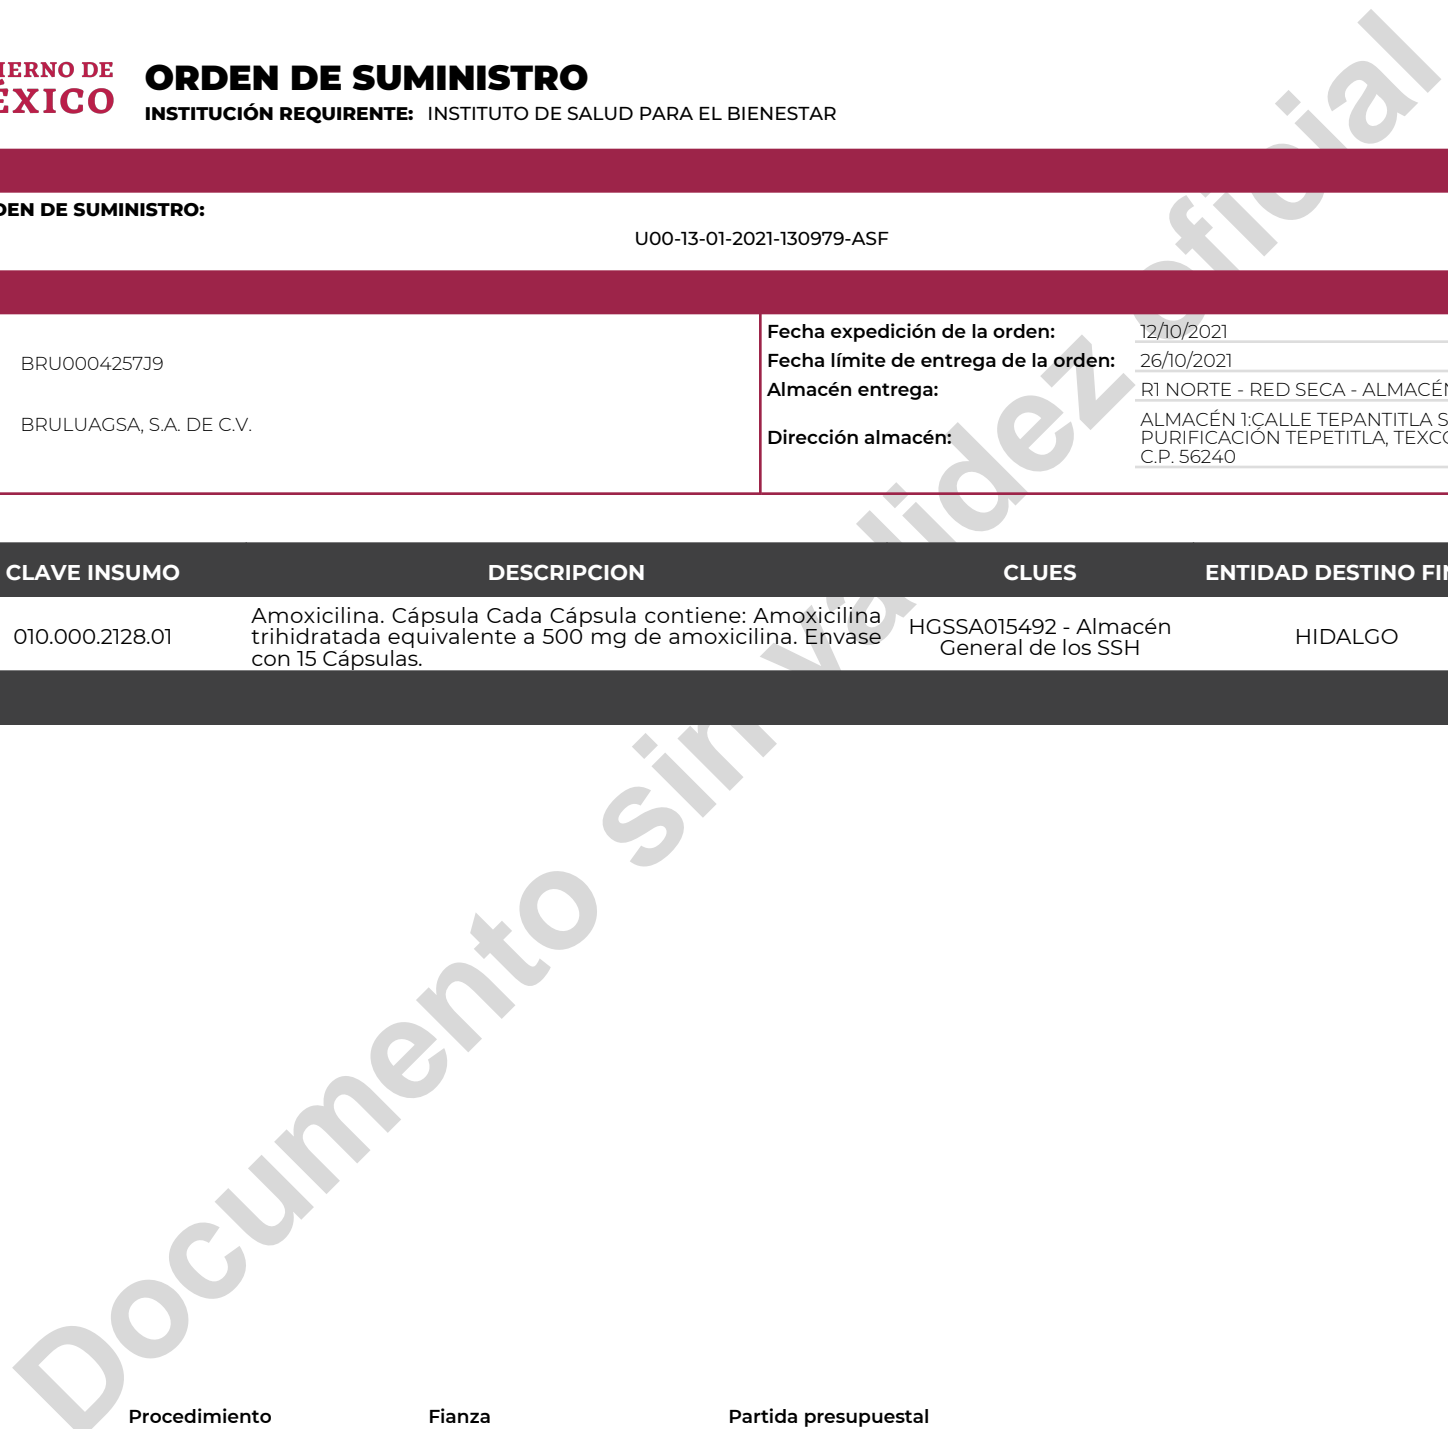 IERNO DE
ÉXICO
ORDEN DE SUMINISTRO
INSTITUCIÓN REQUIRENTE: INSTITUTO DE SALUD PARA EL BIENESTAR
DEN DE SUMINISTRO:
U00-13-01-2021-130979-ASF
BRU0004257J9
BRULUAGSA, S.A. DE C.V.
Fecha expedición de la orden: 12/10/2021
Fecha límite de entrega de la orden: 26/10/2021
Almacén entrega: R1 NORTE - RED SECA - ALMACÉN
Dirección almacén: ALMACÉN 1:CALLE TEPANTITLA S
PURIFICACIÓN TEPETITLA, TEXCO
C.P. 56240
CLAVE INSUMO DESCRIPCION CLUES ENTIDAD DESTINO FIN
010.000.2128.01
Amoxicilina. Cápsula Cada Cápsula contiene: Amoxicilina
trihidratada equivalente a 500 mg de amoxicilina. Envase
con 15 Cápsulas.
HGSSA015492 - Almacén
General de los SSH
HIDALGO
Documento sin validez oficial
Procedimiento Fianza Partida presupuestal